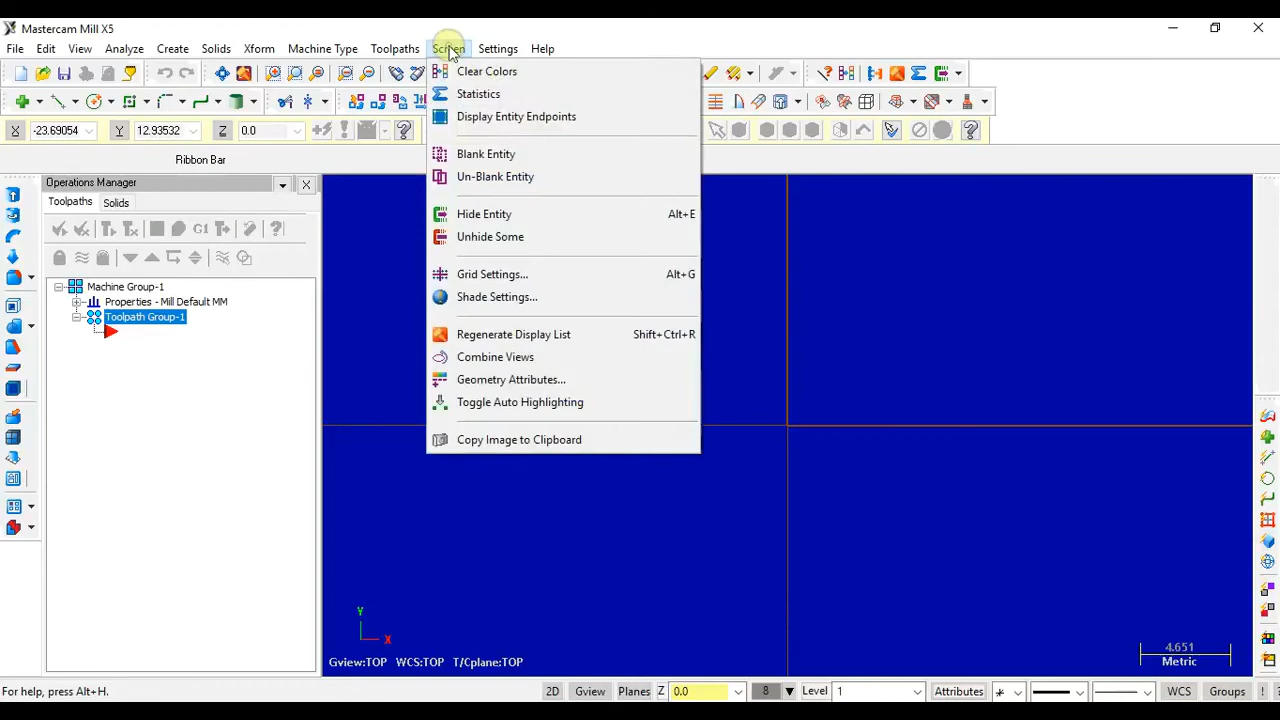 Mastercam Mill X5
File Edit View Analyze Create Solids Xform Machine Type Toolpaths Screen Settings Help
X -23.69054 Y 12.93532 Z 0.0
Ribbon Bar
Operations Manager
Toolpaths Solids
G1
Machine Group-1
Properties - Mill Default MM
Toolpath Group-1
Clear Colors
Statistics
Display Entity Endpoints
Blank Entity
Un-Blank Entity
Hide Entity Alt+E
Unhide Some
Grid Settings... Alt+G
Shade Settings...
Regenerate Display List Shift+Ctrl+R
Combine Views
Geometry Attributes...
Toggle Auto Highlighting
Copy Image to Clipboard
Y
X
Gview:TOP WCS:TOP T/Cplane:TOP
4.651
Metric
For help, press Alt+H.
2D Gview Planes Z 0.0 8 Level 1 Attributes WCS Groups ! ?